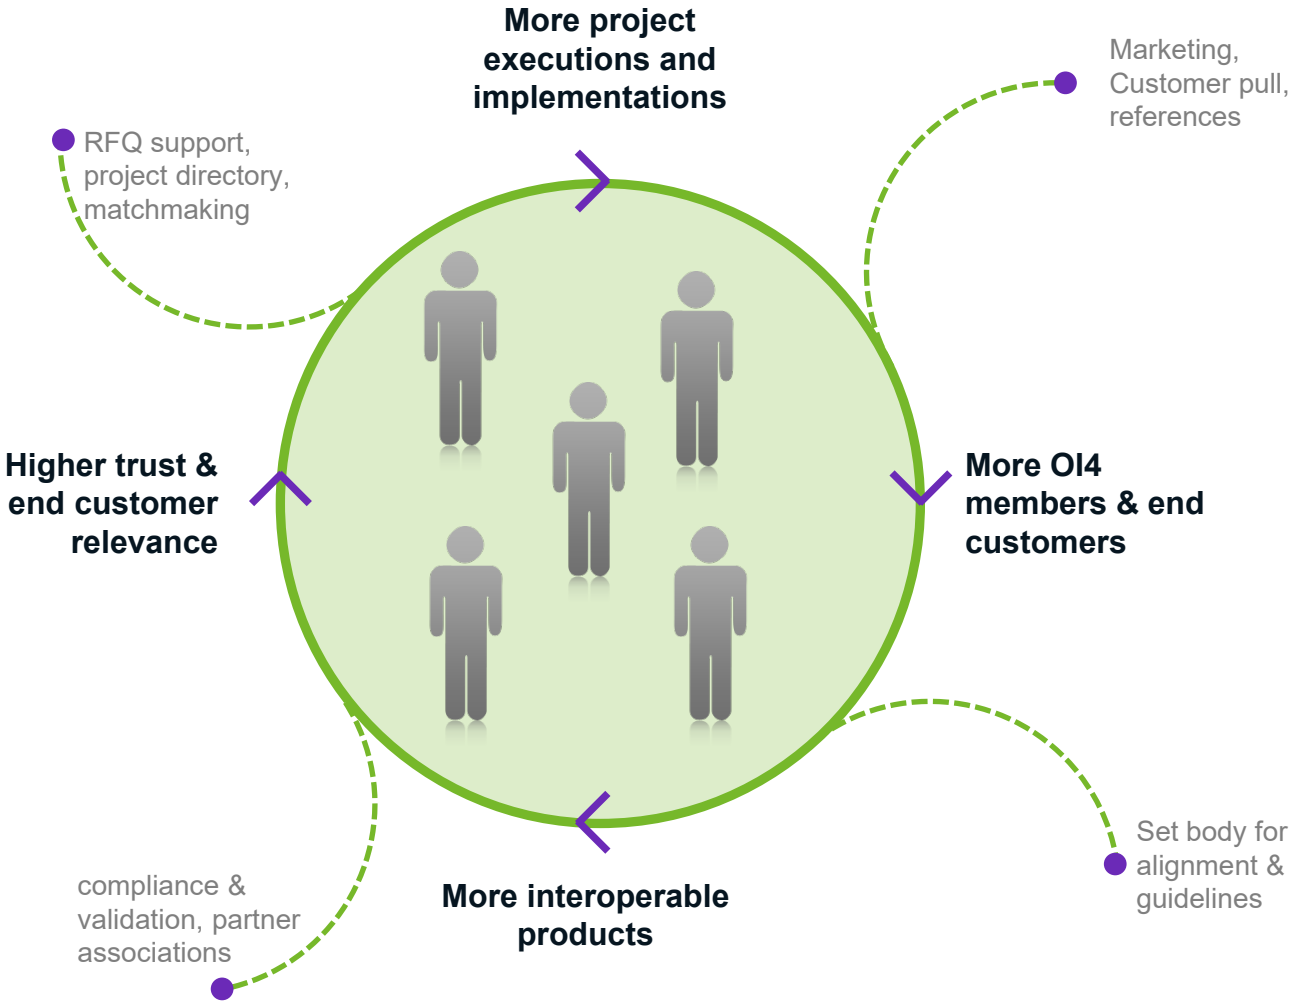 More project
executions and
implementations
Marketing,
Customer pull,
references
RFQ support,
project directory,
matchmaking
Higher trust &
end customer
relevance
More OI4
members & end
customers
Set body for
alignment &
guidelines
More interoperable
products
compliance &
validation, partner
associations